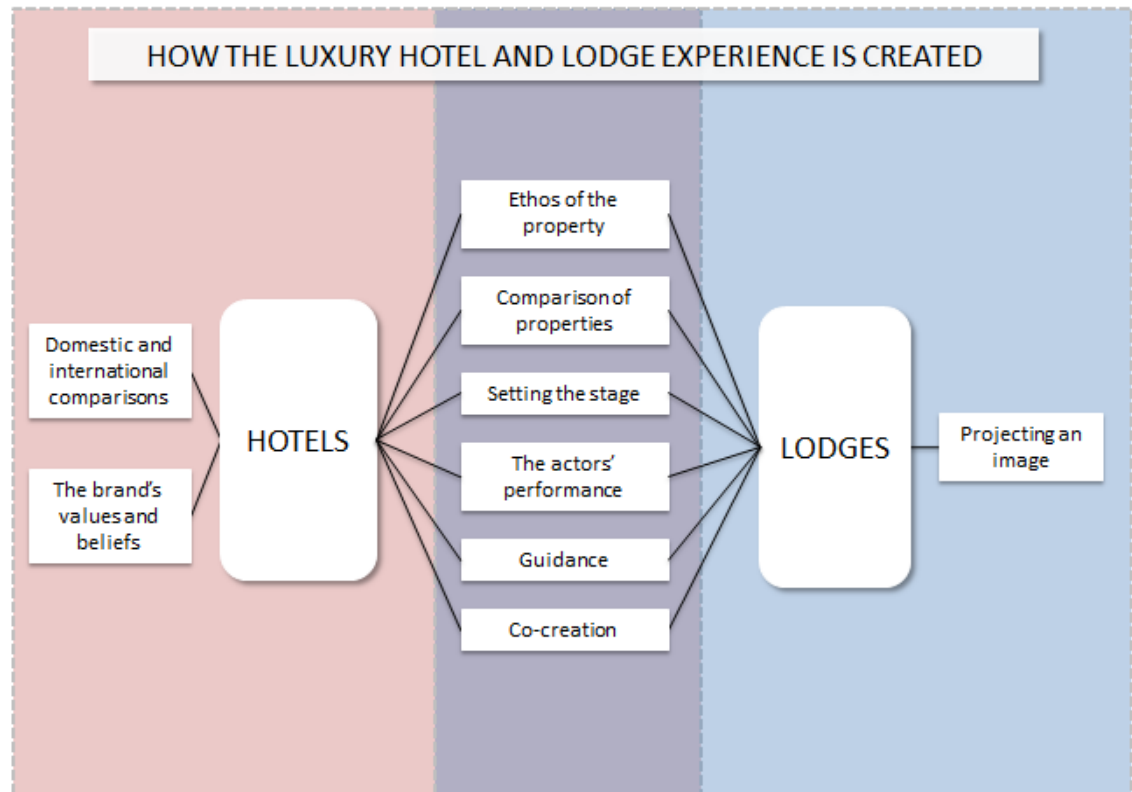 HOW THE LUXURY HOTEL AND LODGE EXPERIENCE IS CREATED
Domestic and
international
comparisons
The brand's
values and
beliefs
HOTELS
Ethos of the
property
Comparison of
properties
Setting the stage
The actors'
performance
Guidance
Co-creation
LODGES
Projecting an
image